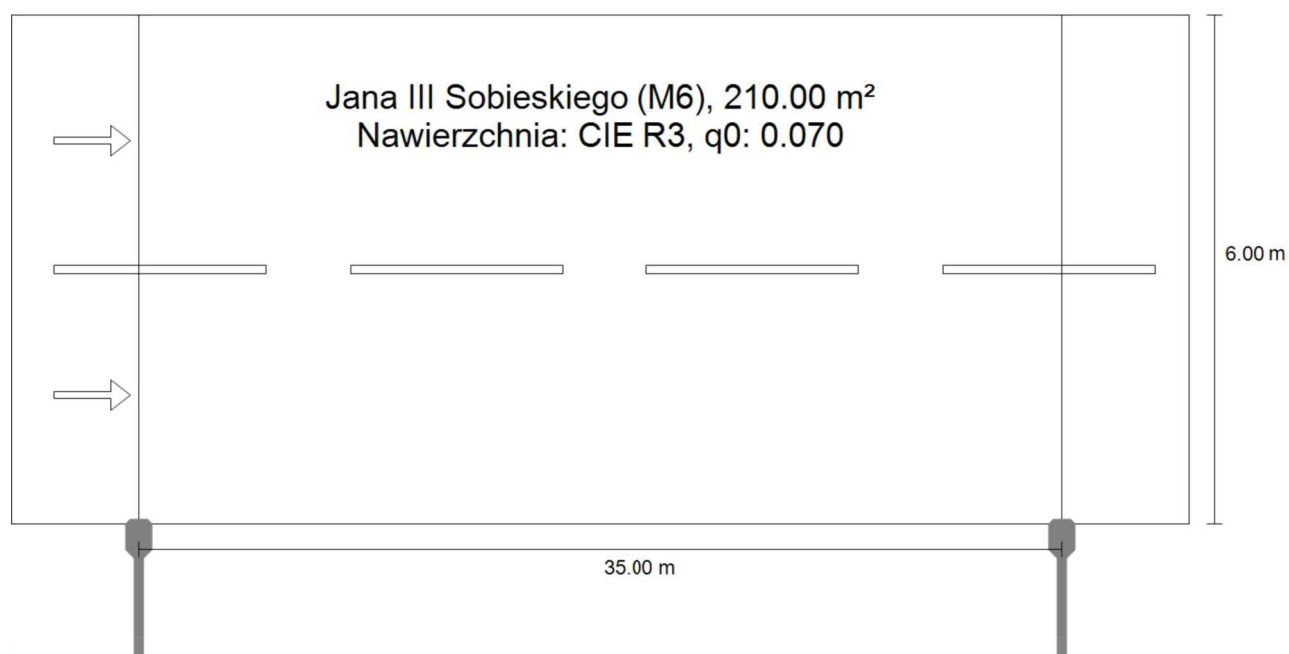 Jana III Sobieskiego (M6), 210.00 m²
Nawierzchnia: CIE R3, q0: 0.070
6.00 m
35.00 m